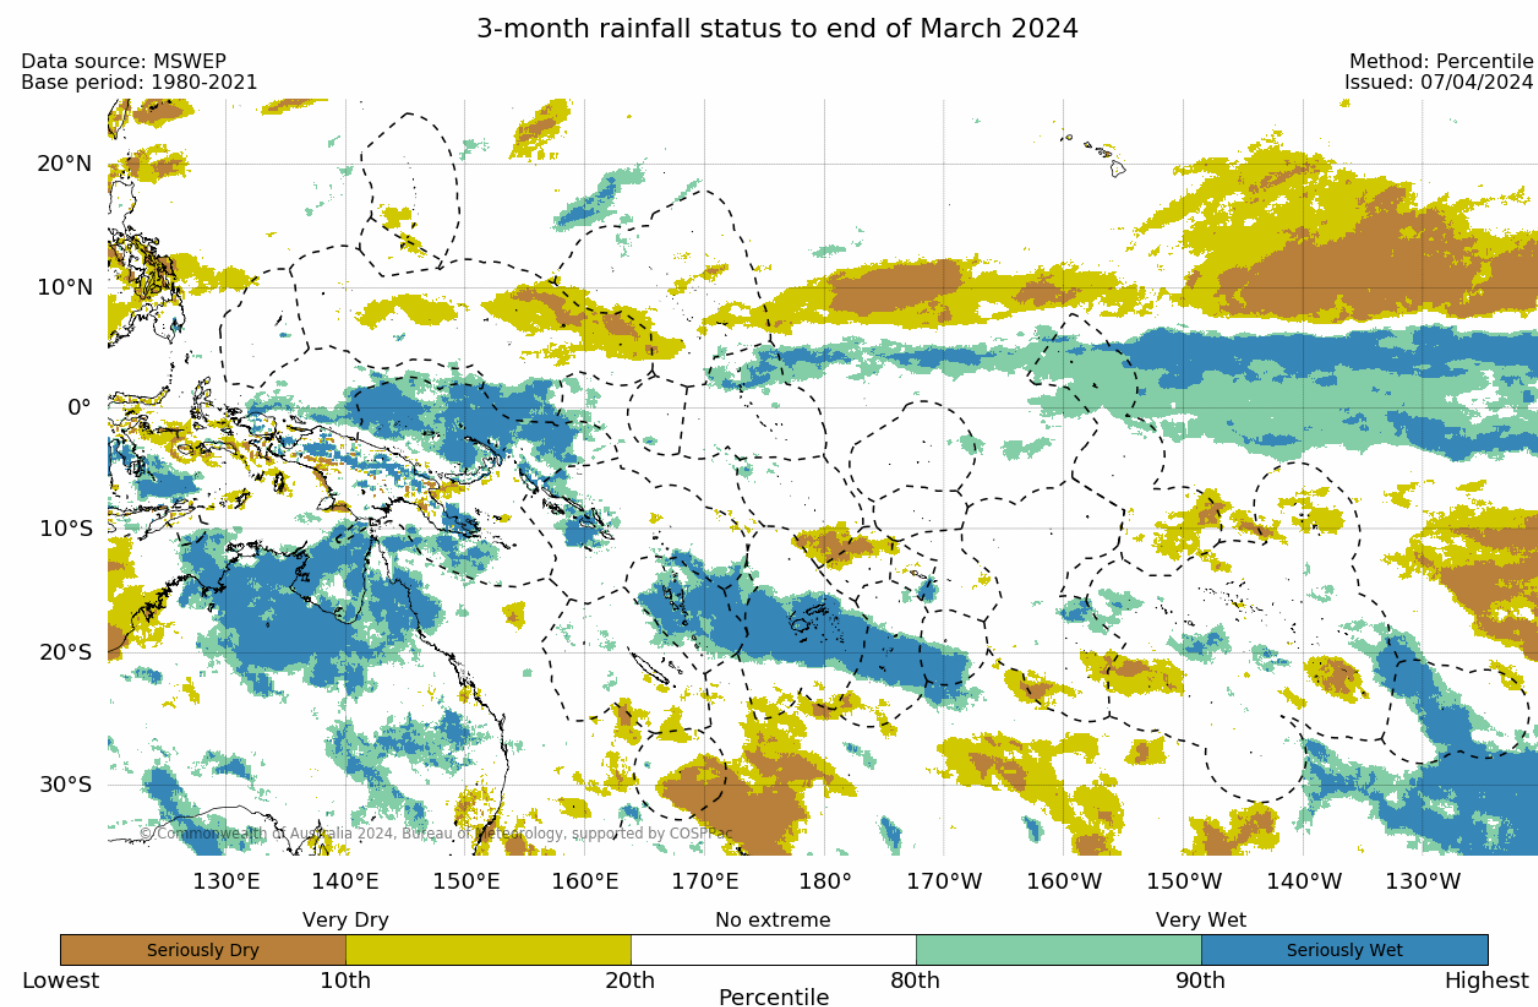 3-month rainfall status to end of March 2024
Data source: MSWEP
Base period: 1980-2021
Method: Percentile
Issued: 07/04/2024
20°N
10°N
0°
10°S
20°S
30°S
© Commonwealth of Australia 2024, Bureau of Meteorology, supported by COSPPac
130°E 140°E 150°E 160°E 170°E 180° 170°W 160°W 150°W 140°W 130°W
Very Dry No extreme Very Wet
Seriously Dry Seriously Wet
Lowest 10th 20th 80th 90th Highest
Percentile